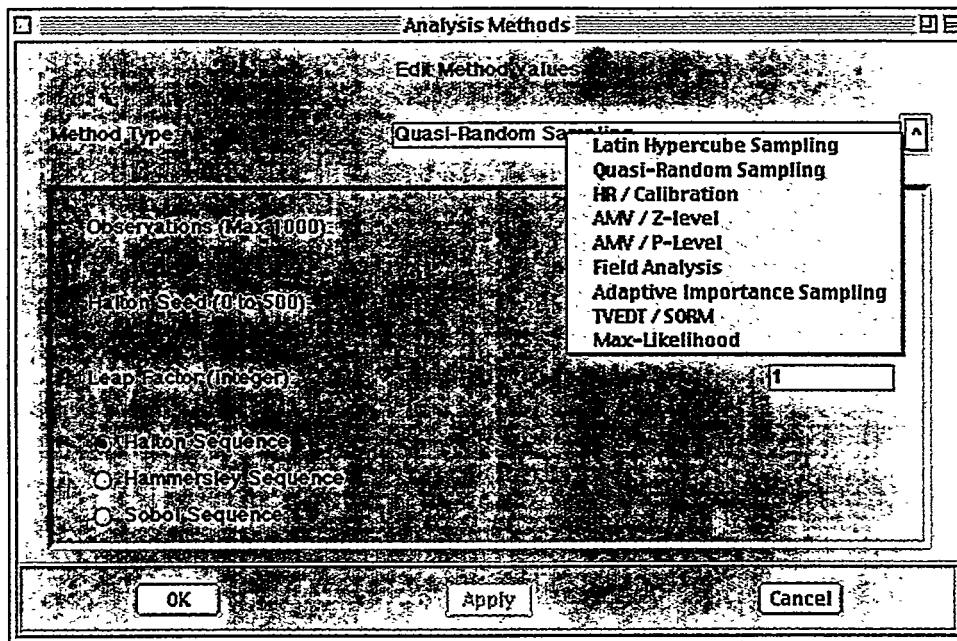 Analysis Methods
Edit Method Values
Method Type
Quasi-Random Sampling
^
Latin Hypercube Sampling
Quasi-Random Sampling
HR / Calibration
AMV / Z-level
AMV / P-Level
Field Analysis
Adaptive Importance Sampling
TVEDT / SORM
Max-Likelihood
Observations (Max 1000):
Halton Seed (0 to 500)
Leap Factor (Integer)
1
Halton Sequence
Hammersley Sequence
Sobol Sequence
OK
Apply
Cancel